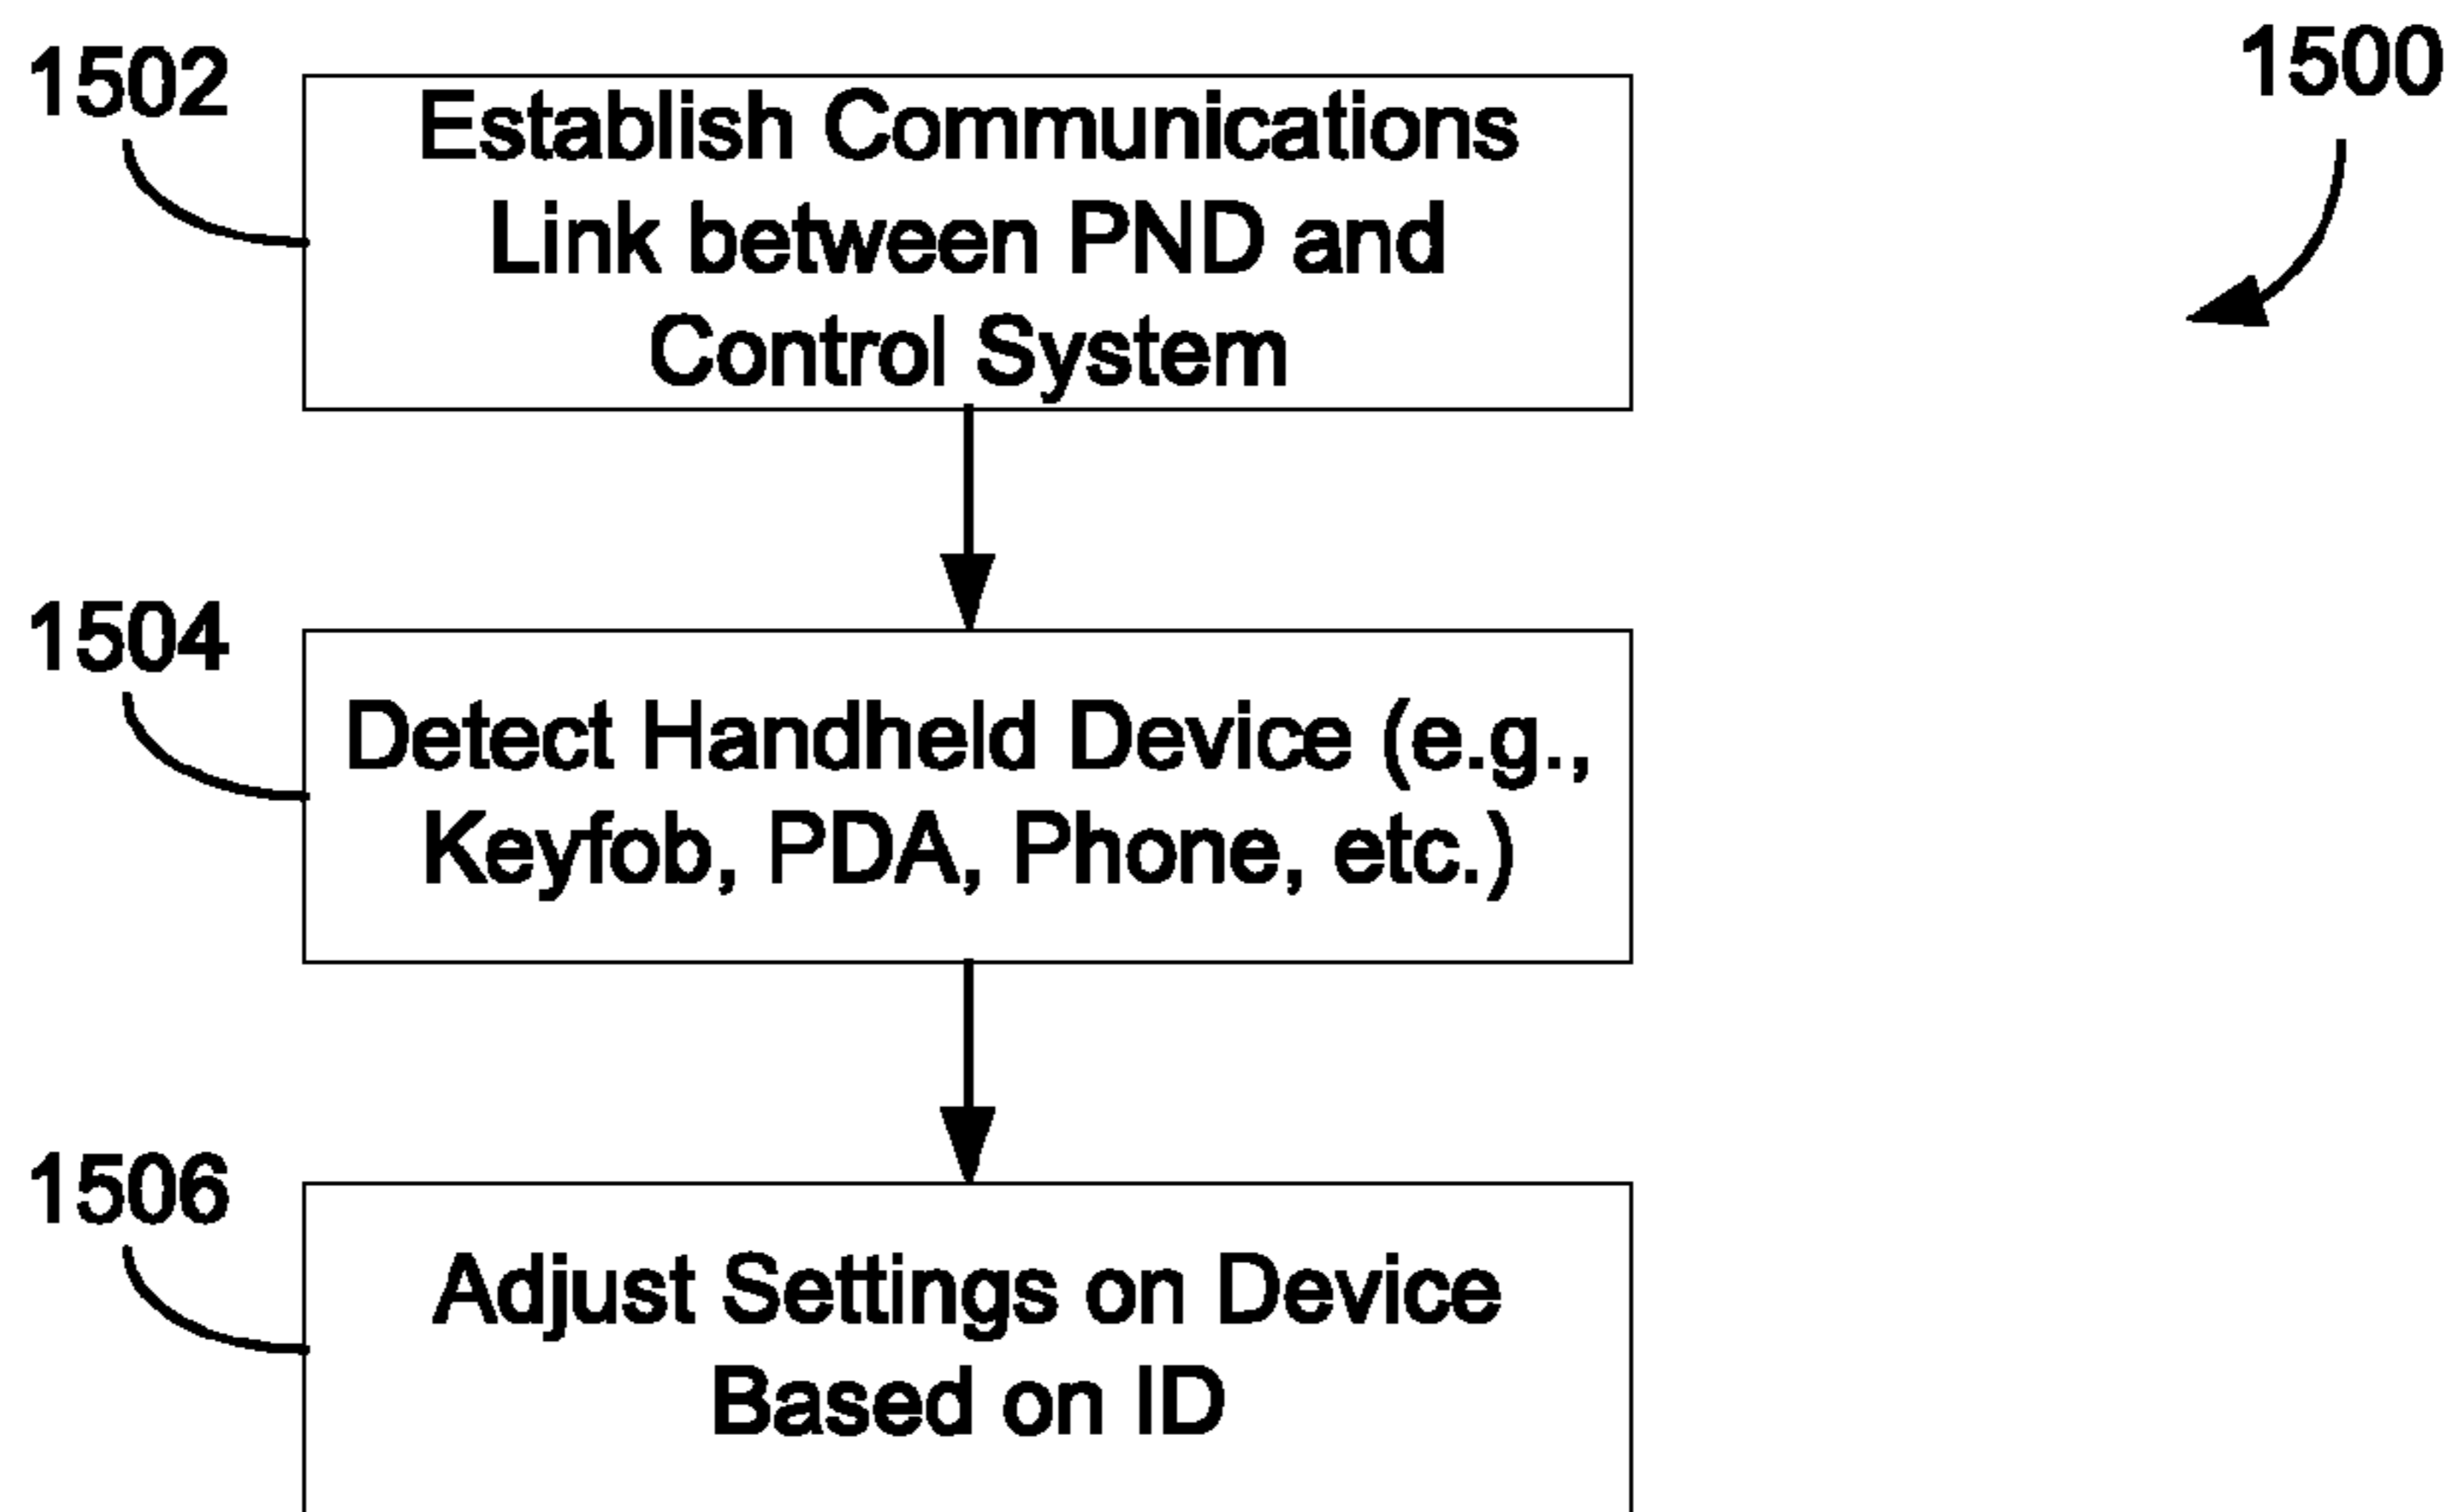 1502
1500
Establish Communications
Link between PND and
Control System
1504
Detect Handheld Device (e.g.,
Keyfob, PDA, Phone, etc.)
1506
Adjust Settings on Device
Based on ID